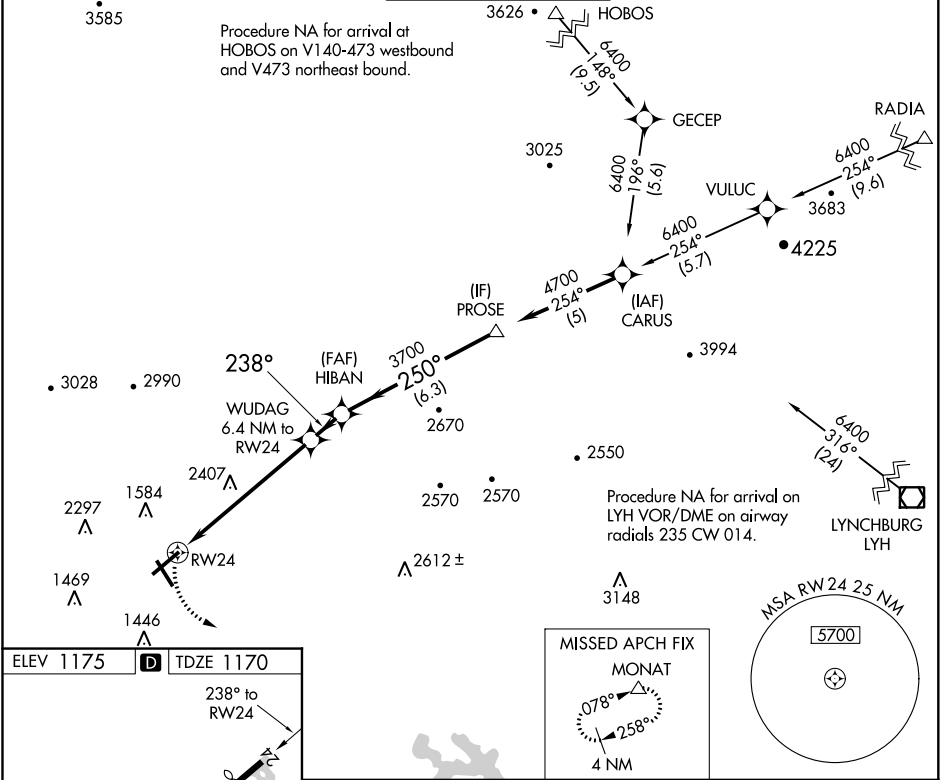 3585
Procedure NA for arrival at
HOBOS on V140-473 westbound
and V473 northeast bound.
3626
HOBOS
6400
148°
(9.5)
GECEP
RADIA
3025
6400
196°
(5.6)
6400
254°
(9.6)
VULUC
3683
6400
254°
(5.7)
4225
(IF)
PROSE
4700
254°
(5)
(IAF)
CARUS
3994
238°
(FAF)
HIBAN
3700
250°
(6.3)
3028
2990
WUDAG
6.4 NM to
RW24
2670
6400
316°
(24)
2407
2550
2297
1584
2570
2570
Procedure NA for arrival on
LYH VOR/DME on airway
radials 235 CW 014.
LYNCHBURG
LYH
RW24
2612 ±
1469
3148
1446
MSA RW24 25 NM
5700
ELEV 1175
D
TDZE 1170
MISSED APCH FIX
MONAT
078°
258°
4 NM
238° to
RW24
24